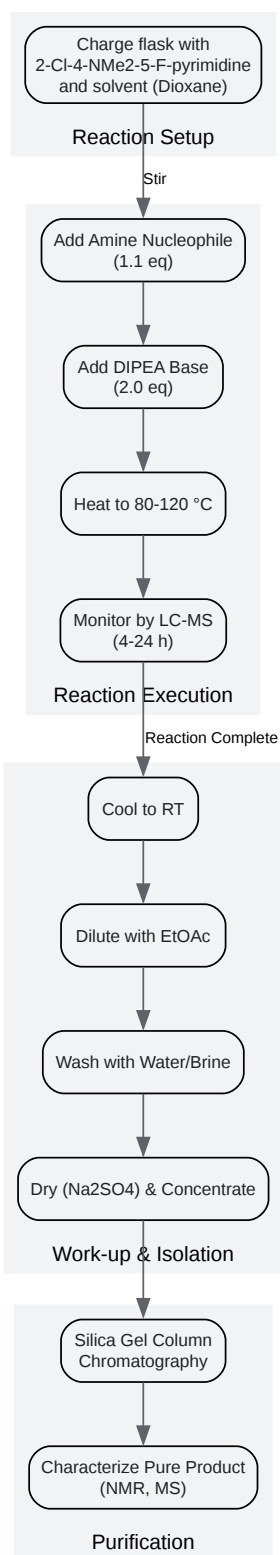 Charge flask with
2-Cl-4-NMe2-5-F-pyrimidine
and solvent (Dioxane)
Reaction Setup
Stir
Add Amine Nucleophile
(1.1 eq)
Add DIPEA Base
(2.0 eq)
Heat to 80-120 °C
Monitor by LC-MS
(4-24 h)
Reaction Execution
Reaction Complete
Cool to RT
Dilute with EtOAc
Wash with Water/Brine
Dry (Na2SO4) & Concentrate
Work-up & Isolation
Silica Gel Column
Chromatography
Characterize Pure Product
(NMR, MS)
Purification